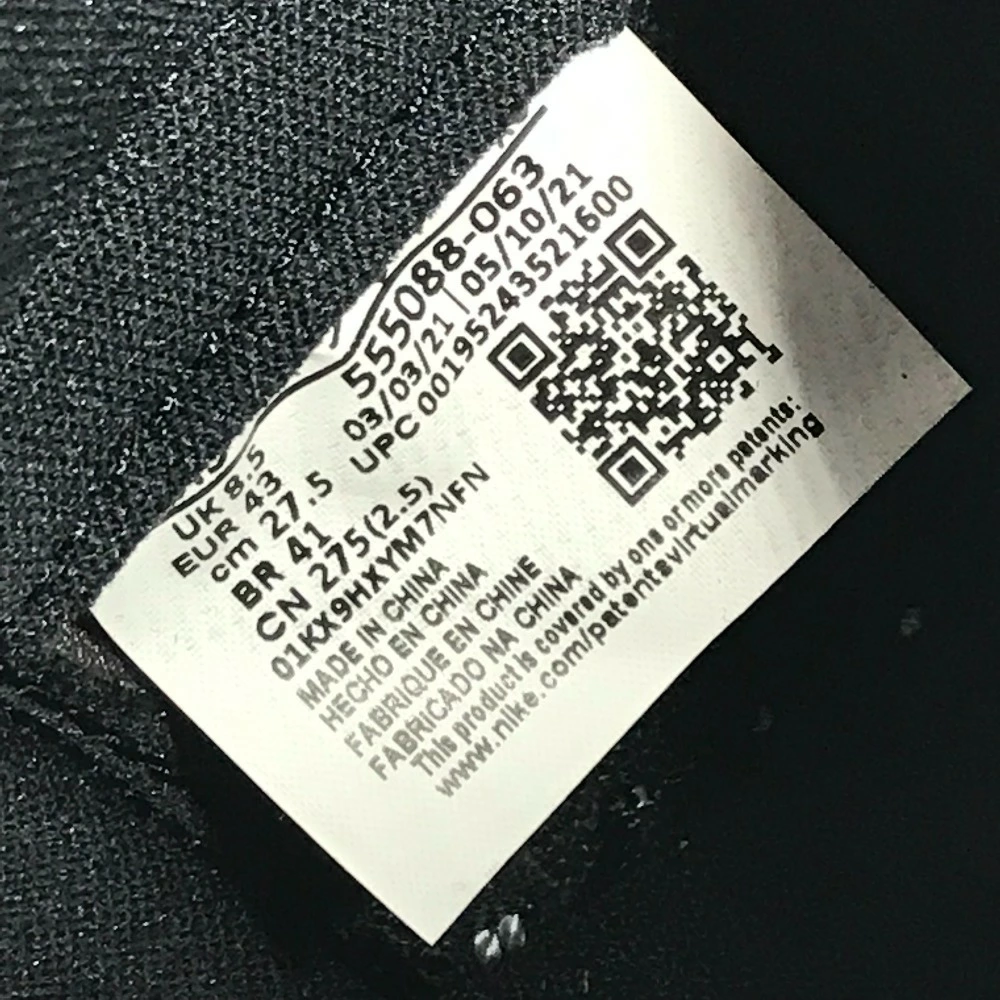 555088-063
03/03/21 | 05/10/21
UPC 00195243521600
UK 8.5
EUR 43
cm 27.5
BR 41
CN 275(2.5)
01KX9HXYM7NFN
MADE IN CHINA
HECHO EN CHINA
FABRIQUE EN CHINE
FABRICADO NA CHINA
This product is covered by one or more patents:
www.nike.com/patentsvirtualmarking